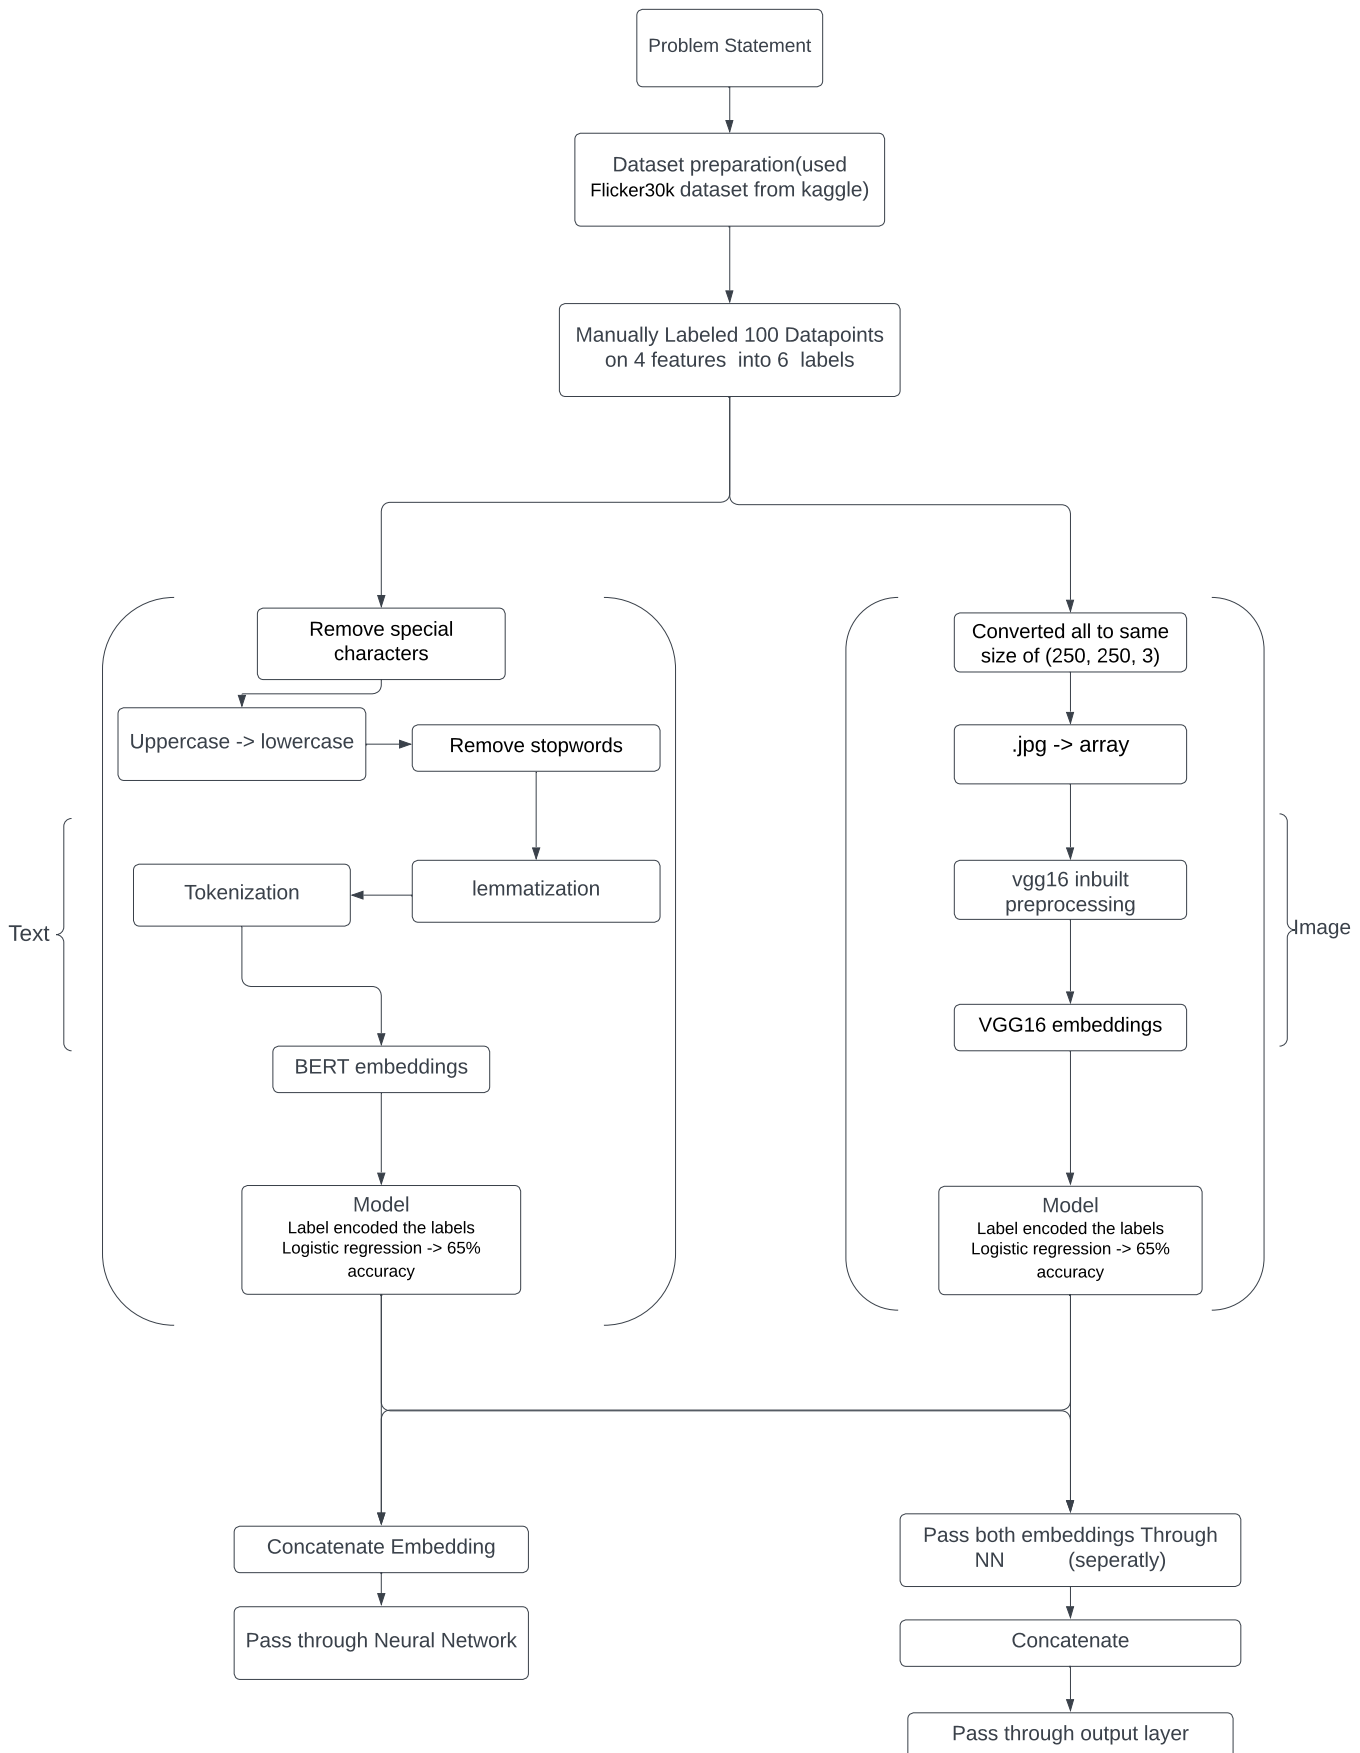 Problem Statement
Dataset preparation(used
Flicker30k dataset from kaggle)
Manually Labeled 100 Datapoints
on 4 features  into 6  labels
Text
Remove special
characters
Uppercase -> lowercase
Remove stopwords
lemmatization
Tokenization
BERT embeddings
Model
Label encoded the labels
Logistic regression -> 65%
accuracy
Image
Converted all to same
size of (250, 250, 3)
.jpg -> array
vgg16 inbuilt
preprocessing
VGG16 embeddings
Model
Label encoded the labels
Logistic regression -> 65%
accuracy
Concatenate Embedding
Pass through Neural Network
Pass both embeddings Through
NN (seperatly)
Concatenate
Pass through output layer